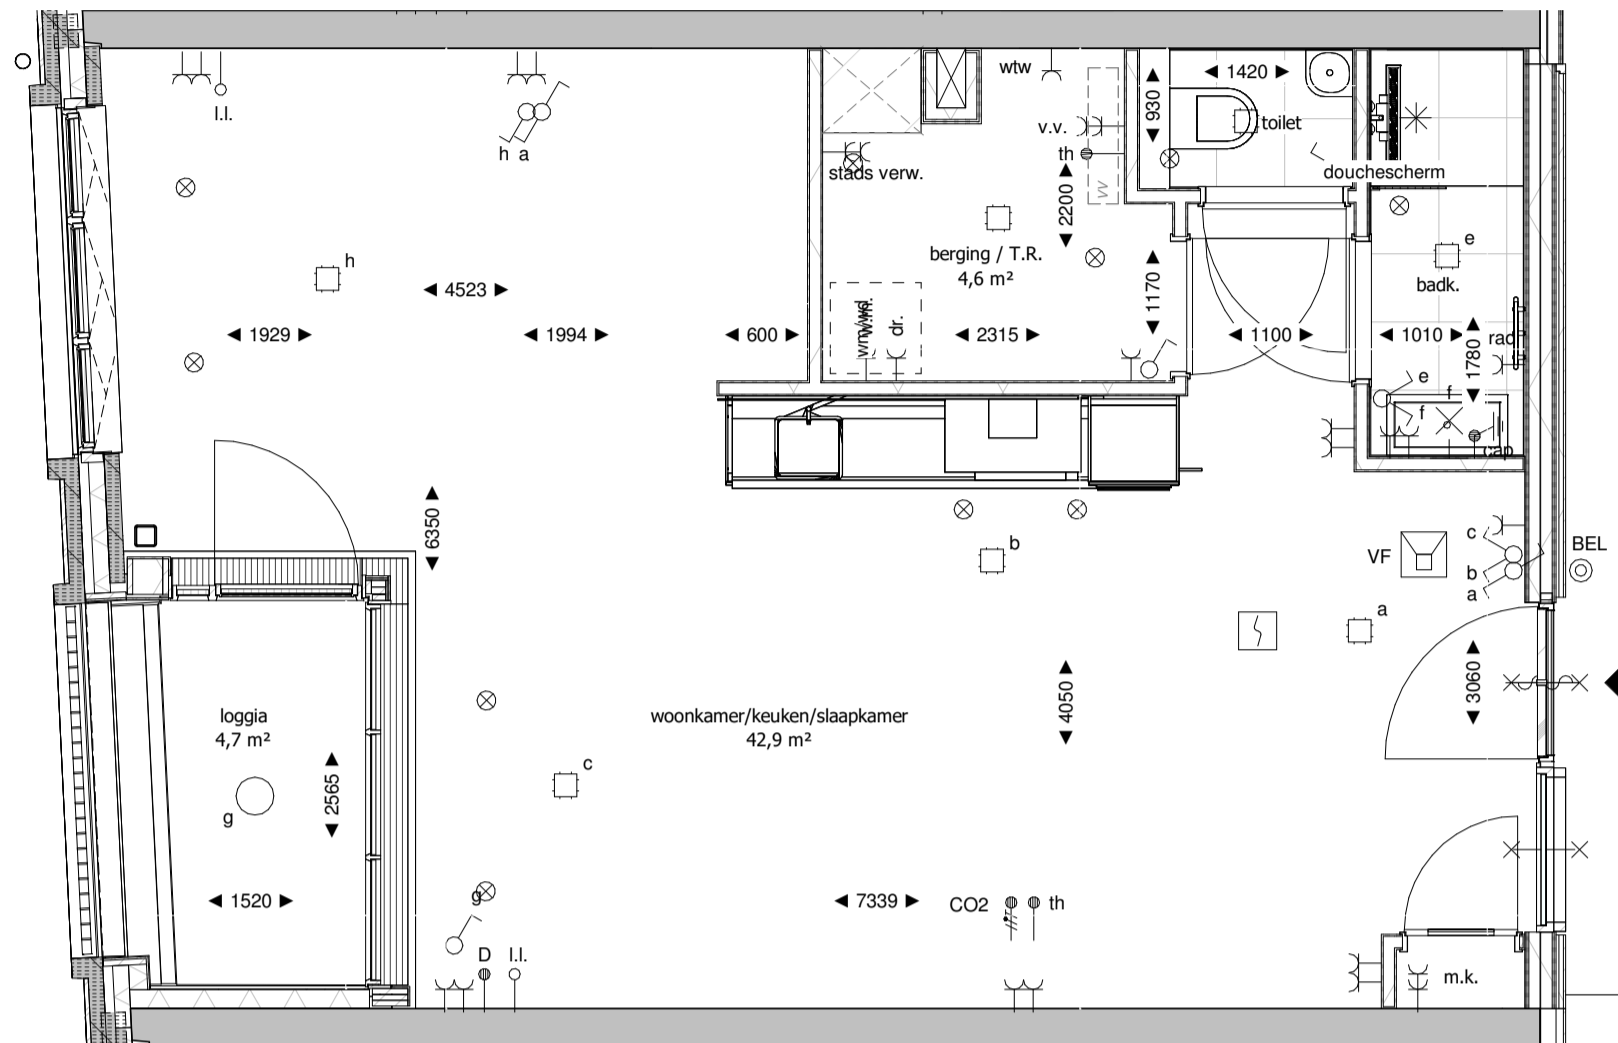 l.l.
h a
wtw
v.v.
th
stads verw.
930
1420
toilet
douchescherm
vv
2200
berging / T.R.
4,6 m²
e
badk.
h
4523
1929
1994
600
wm/wd
w.m.
dr.
2315
1170
1100
1010
1780
rad
e
f
f
cap
6350
b
VF
c
b
a
BEL
a
3060
4050
loggia
4,7 m²
woonkamer/keuken/slaapkamer
42,9 m²
c
2565
g
1520
g
7339
CO2
th
D
l.l.
m.k.